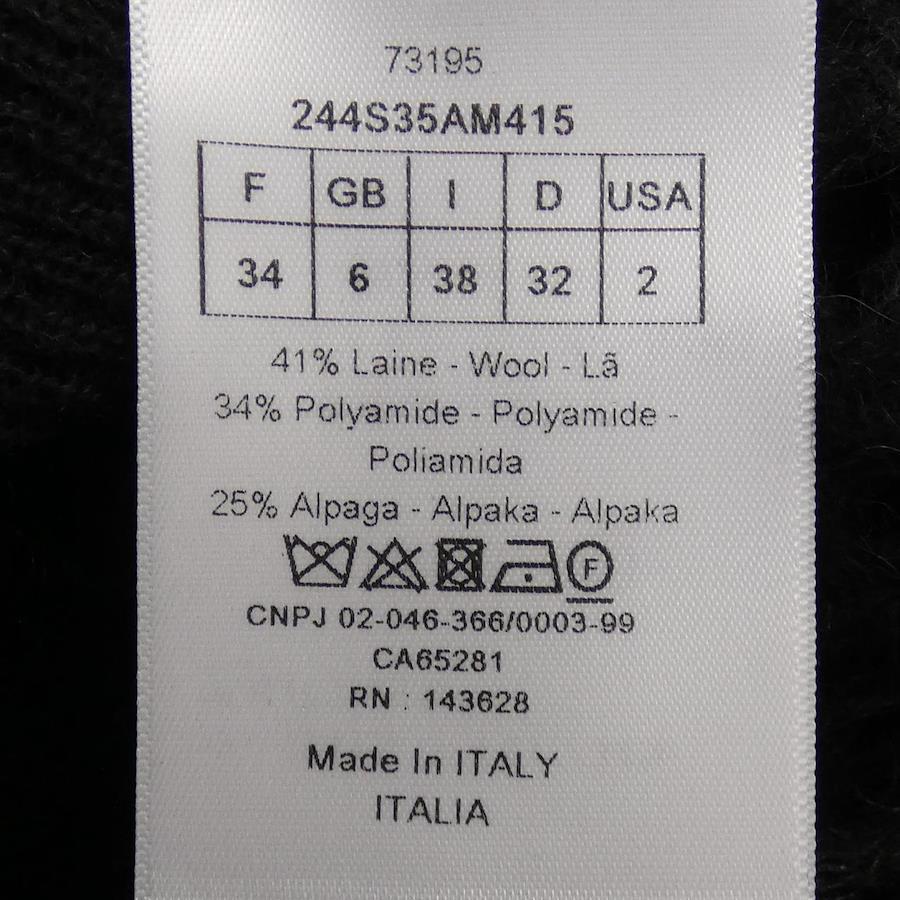 73195
244S35AM415
F GB I D USA
34 6 38 32 2
41% Laine - Wool - Lã
34% Polyamide - Polyamide -
Poliamida
25% Alpaga - Alpaka - Alpaka
F
CNPJ 02-046-366/0003-99
CA65281
RN : 143628
Made In ITALY
ITALIA